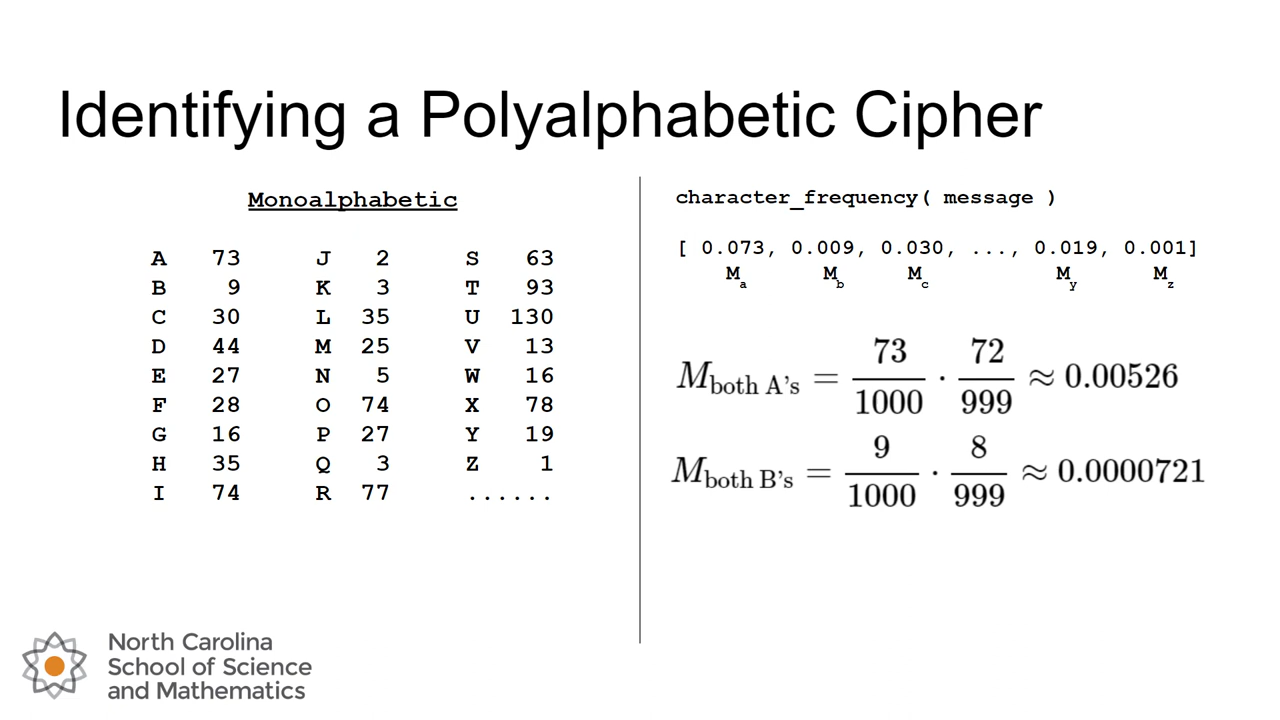 Identifying a Polyalphabetic Cipher
Monoalphabetic
A 73 J 2 S 63
B 9 K 3 T 93
C 30 L 35 U 130
D 44 M 25 V 13
E 27 N 5 W 16
F 28 O 74 X 78
G 16 P 27 Y 19
H 35 Q 3 Z 1
I 74 R 77 ......
character_frequency( message )
[ 0.073, 0.009, 0.030, ..., 0.019, 0.001]
Ma Mb Mc My Mz
Mboth A's = 73/1000 · 72/999 ≈ 0.00526
Mboth B's = 9/1000 · 8/999 ≈ 0.0000721
North Carolina
School of Science
and Mathematics